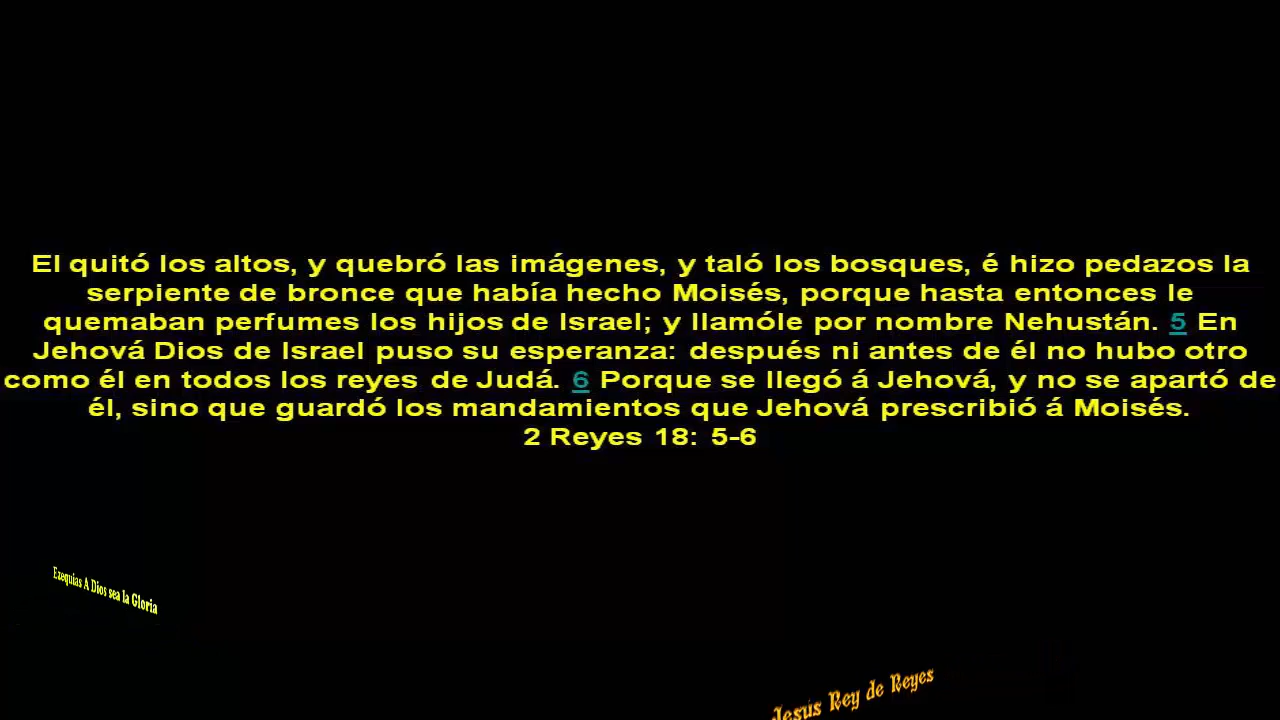 El quitó los altos, y quebró las imágenes, y taló los bosques, é hizo pedazos la
serpiente de bronce que había hecho Moisés, porque hasta entonces le
quemaban perfumes los hijos de Israel; y llamóle por nombre Nehustán. 5 En
Jehová Dios de Israel puso su esperanza: después ni antes de él no hubo otro
como él en todos los reyes de Judá. 6 Porque se llegó á Jehová, y no se apartó de
él, sino que guardó los mandamientos que Jehová prescribió á Moisés.
2 Reyes 18: 5-6
Ezequias A Dios sea la Gloria
Jesús Rey de Reyes